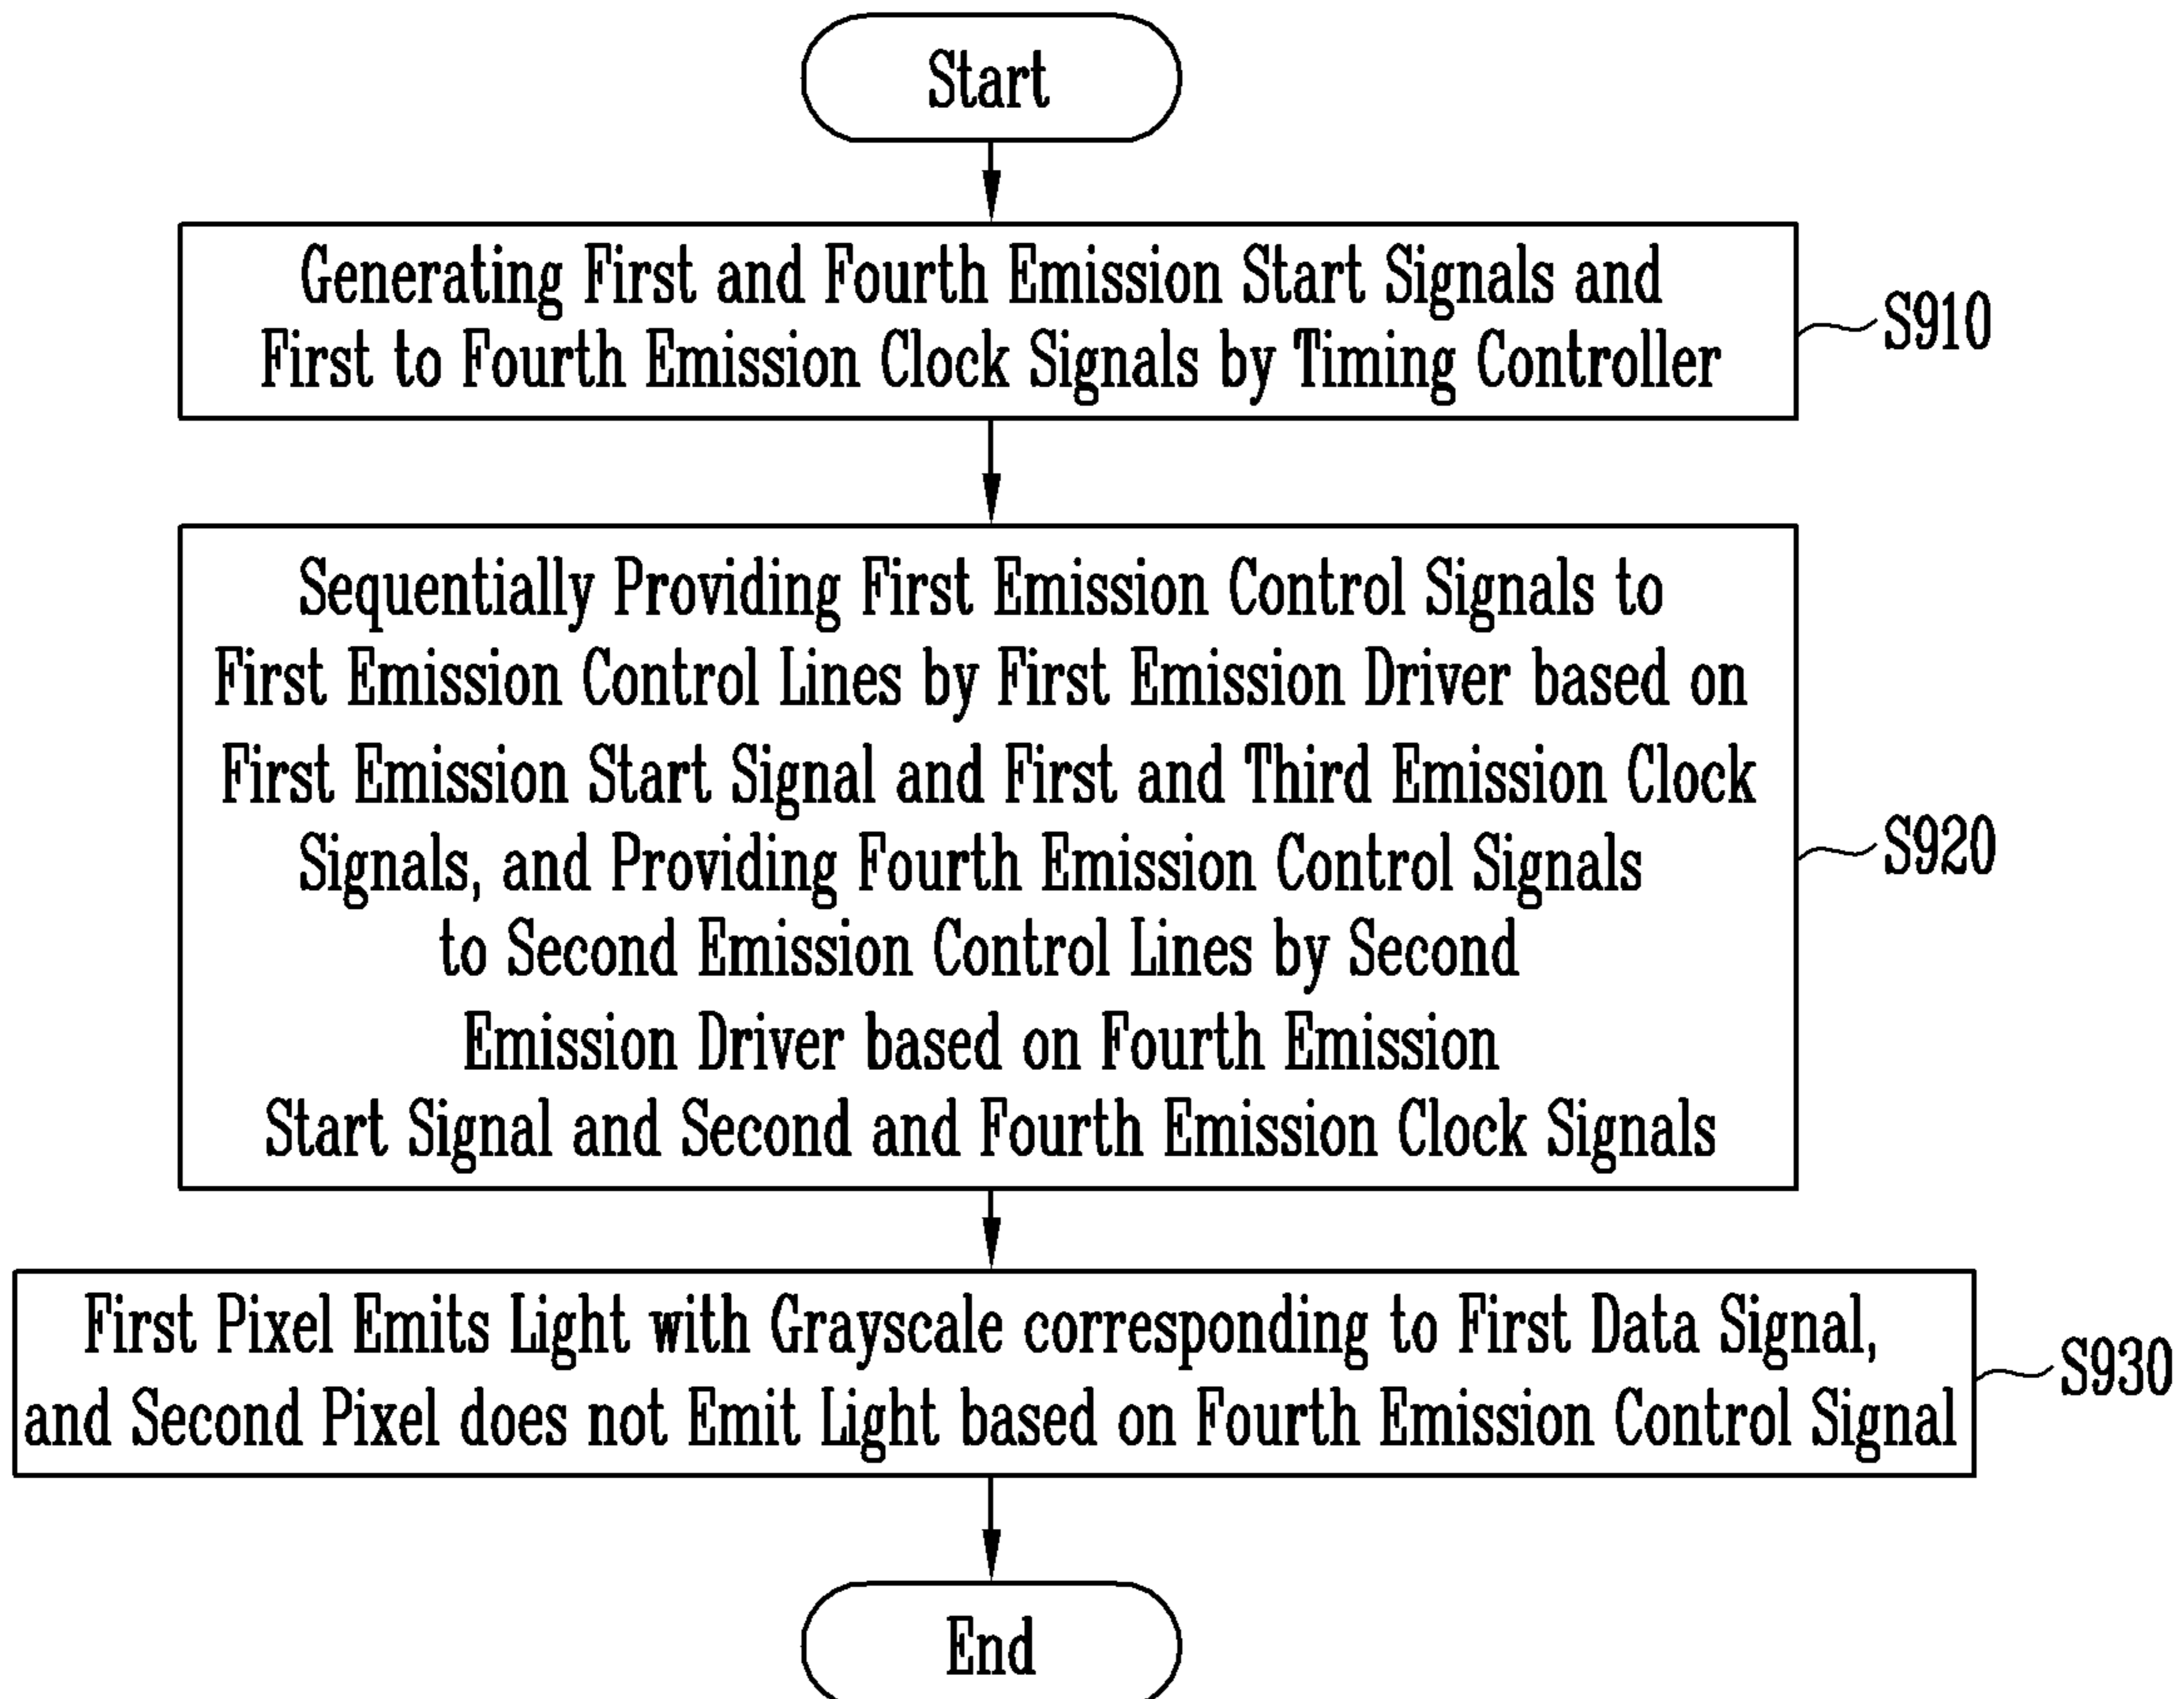 Start
Generating First and Fourth Emission Start Signals and
First to Fourth Emission Clock Signals by Timing Controller
S910
Sequentially Providing First Emission Control Signals to
First Emission Control Lines by First Emission Driver based on
First Emission Start Signal and First and Third Emission Clock
Signals, and Providing Fourth Emission Control Signals
to Second Emission Control Lines by Second
Emission Driver based on Fourth Emission
Start Signal and Second and Fourth Emission Clock Signals
S920
First Pixel Emits Light with Grayscale corresponding to First Data Signal,
and Second Pixel does not Emit Light based on Fourth Emission Control Signal
S930
End